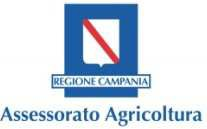 REGIONE CAMPANIA
Assessorato Agricoltura